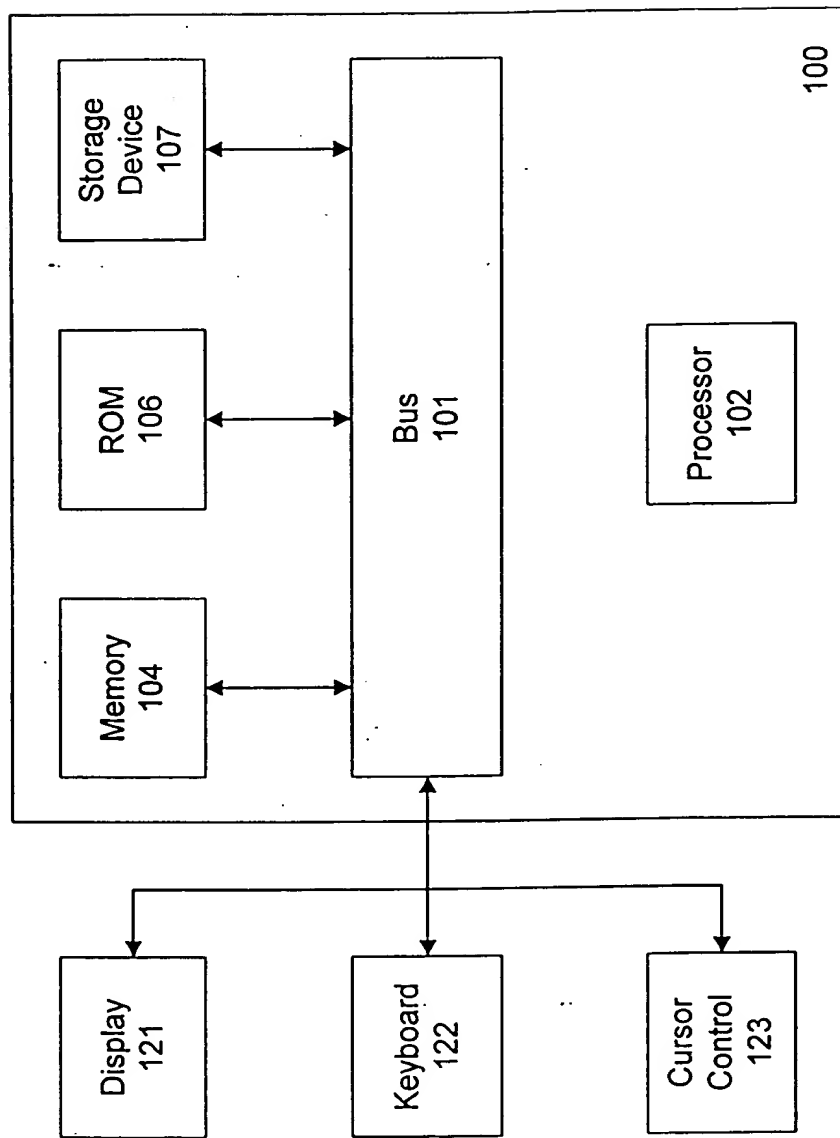 Display
121
Keyboard
122
Cursor
Control
123
Memory
104
ROM
106
Storage
Device
107
Bus
101
Processor
102
100